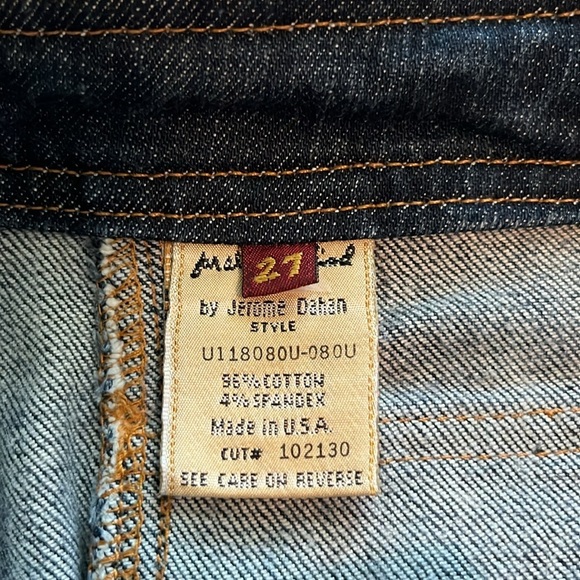 27
by Jerome Dahan
STYLE
U118080U-080U
96% COTTON
4% SPANDEX
Made in U.S.A.
CUT# 102130
SEE CARE ON REVERSE